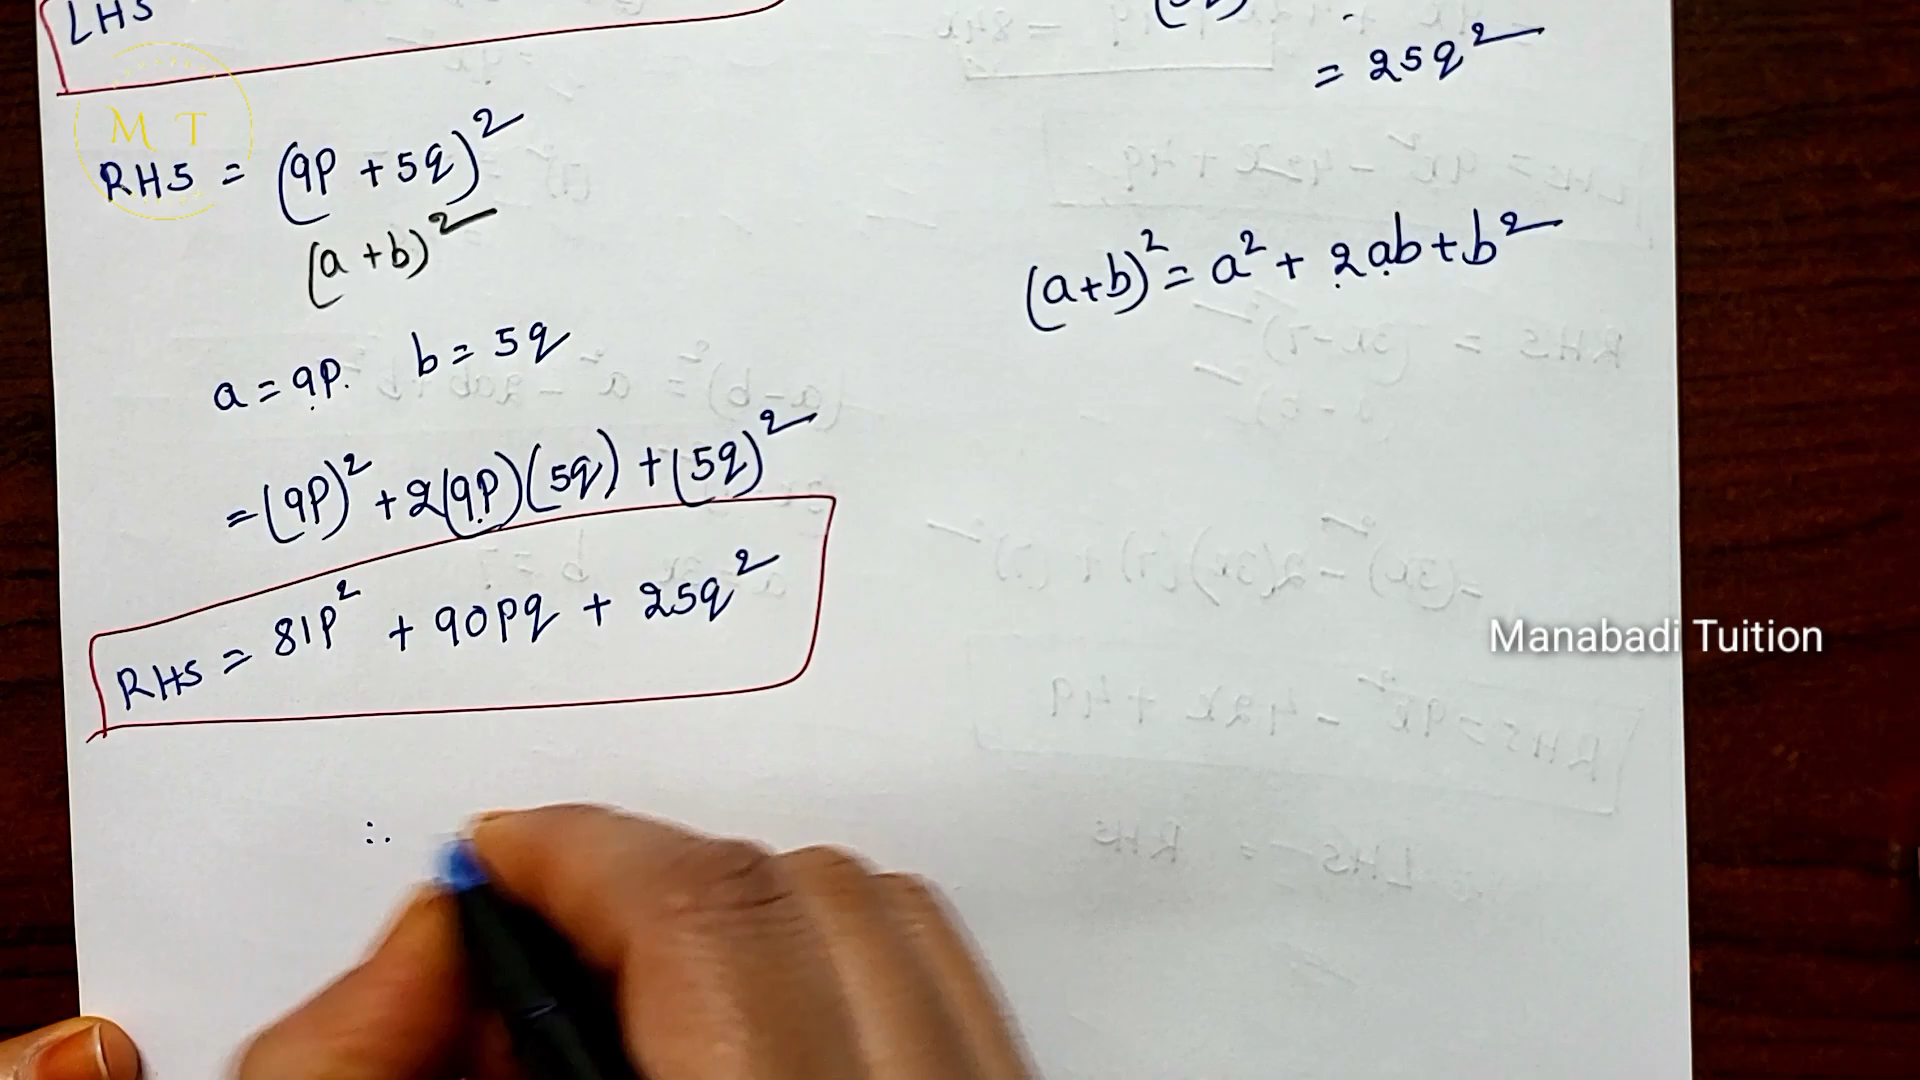 LHS
= 25q²
M T
RHS = (9p + 5q)²
(a + b)²
(a+b)² = a² + 2ab + b²
a = 9p. b = 5q
= (9p)² + 2(9p)(5q) + (5q)²
RHS = 81p² + 90pq + 25q²
Manabadi Tuition
∴